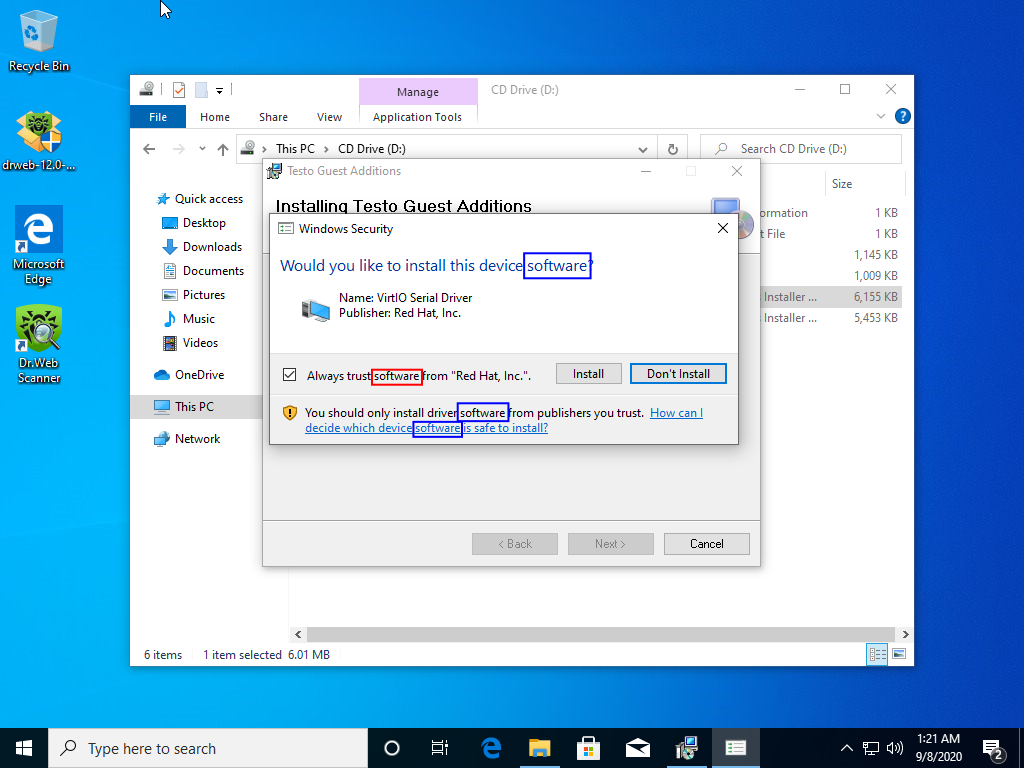 Recycle Bin
drweb-12.0-...
Microsoft
Edge
Dr.Web
Scanner
Manage
CD Drive (D:)
File
Home
Share
View
Application Tools
This PC > CD Drive (D:)
Search CD Drive (D:)
Quick access
Desktop
Downloads
Documents
Pictures
Music
Videos
OneDrive
This PC
Network
Size
ormation
1 KB
t File
1 KB
1,145 KB
1,009 KB
s Installer ...
6,155 KB
s Installer ...
5,453 KB
Testo Guest Additions
Installing Testo Guest Additions
Windows Security
Would you like to install this device software?
Name: VirtIO Serial Driver
Publisher: Red Hat, Inc.
Always trust software from "Red Hat, Inc.".
Install
Don't Install
You should only install driver software from publishers you trust. How can I
decide which device software is safe to install?
< Back
Next >
Cancel
6 items
1 item selected 6.01 MB
Type here to search
1:21 AM
9/8/2020
2